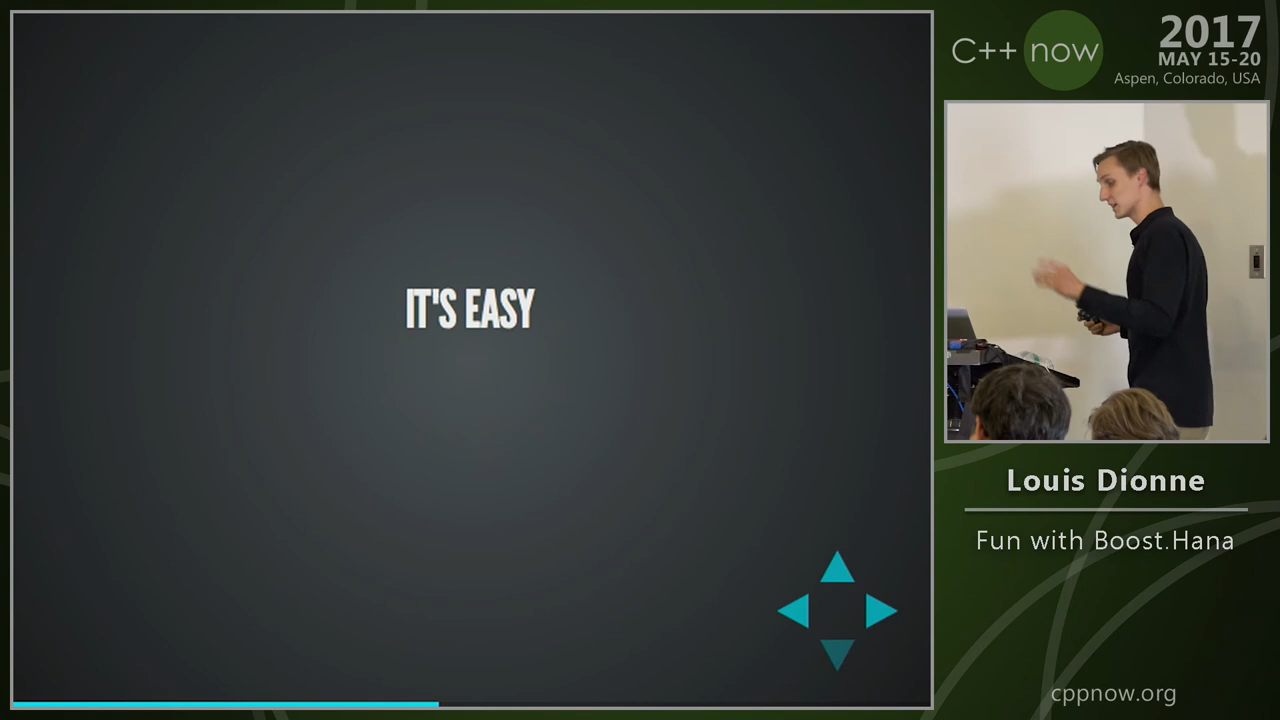 IT'S EASY
C++ now
2017
MAY 15-20
Aspen, Colorado, USA
Louis Dionne
Fun with Boost.Hana
cppnow.org